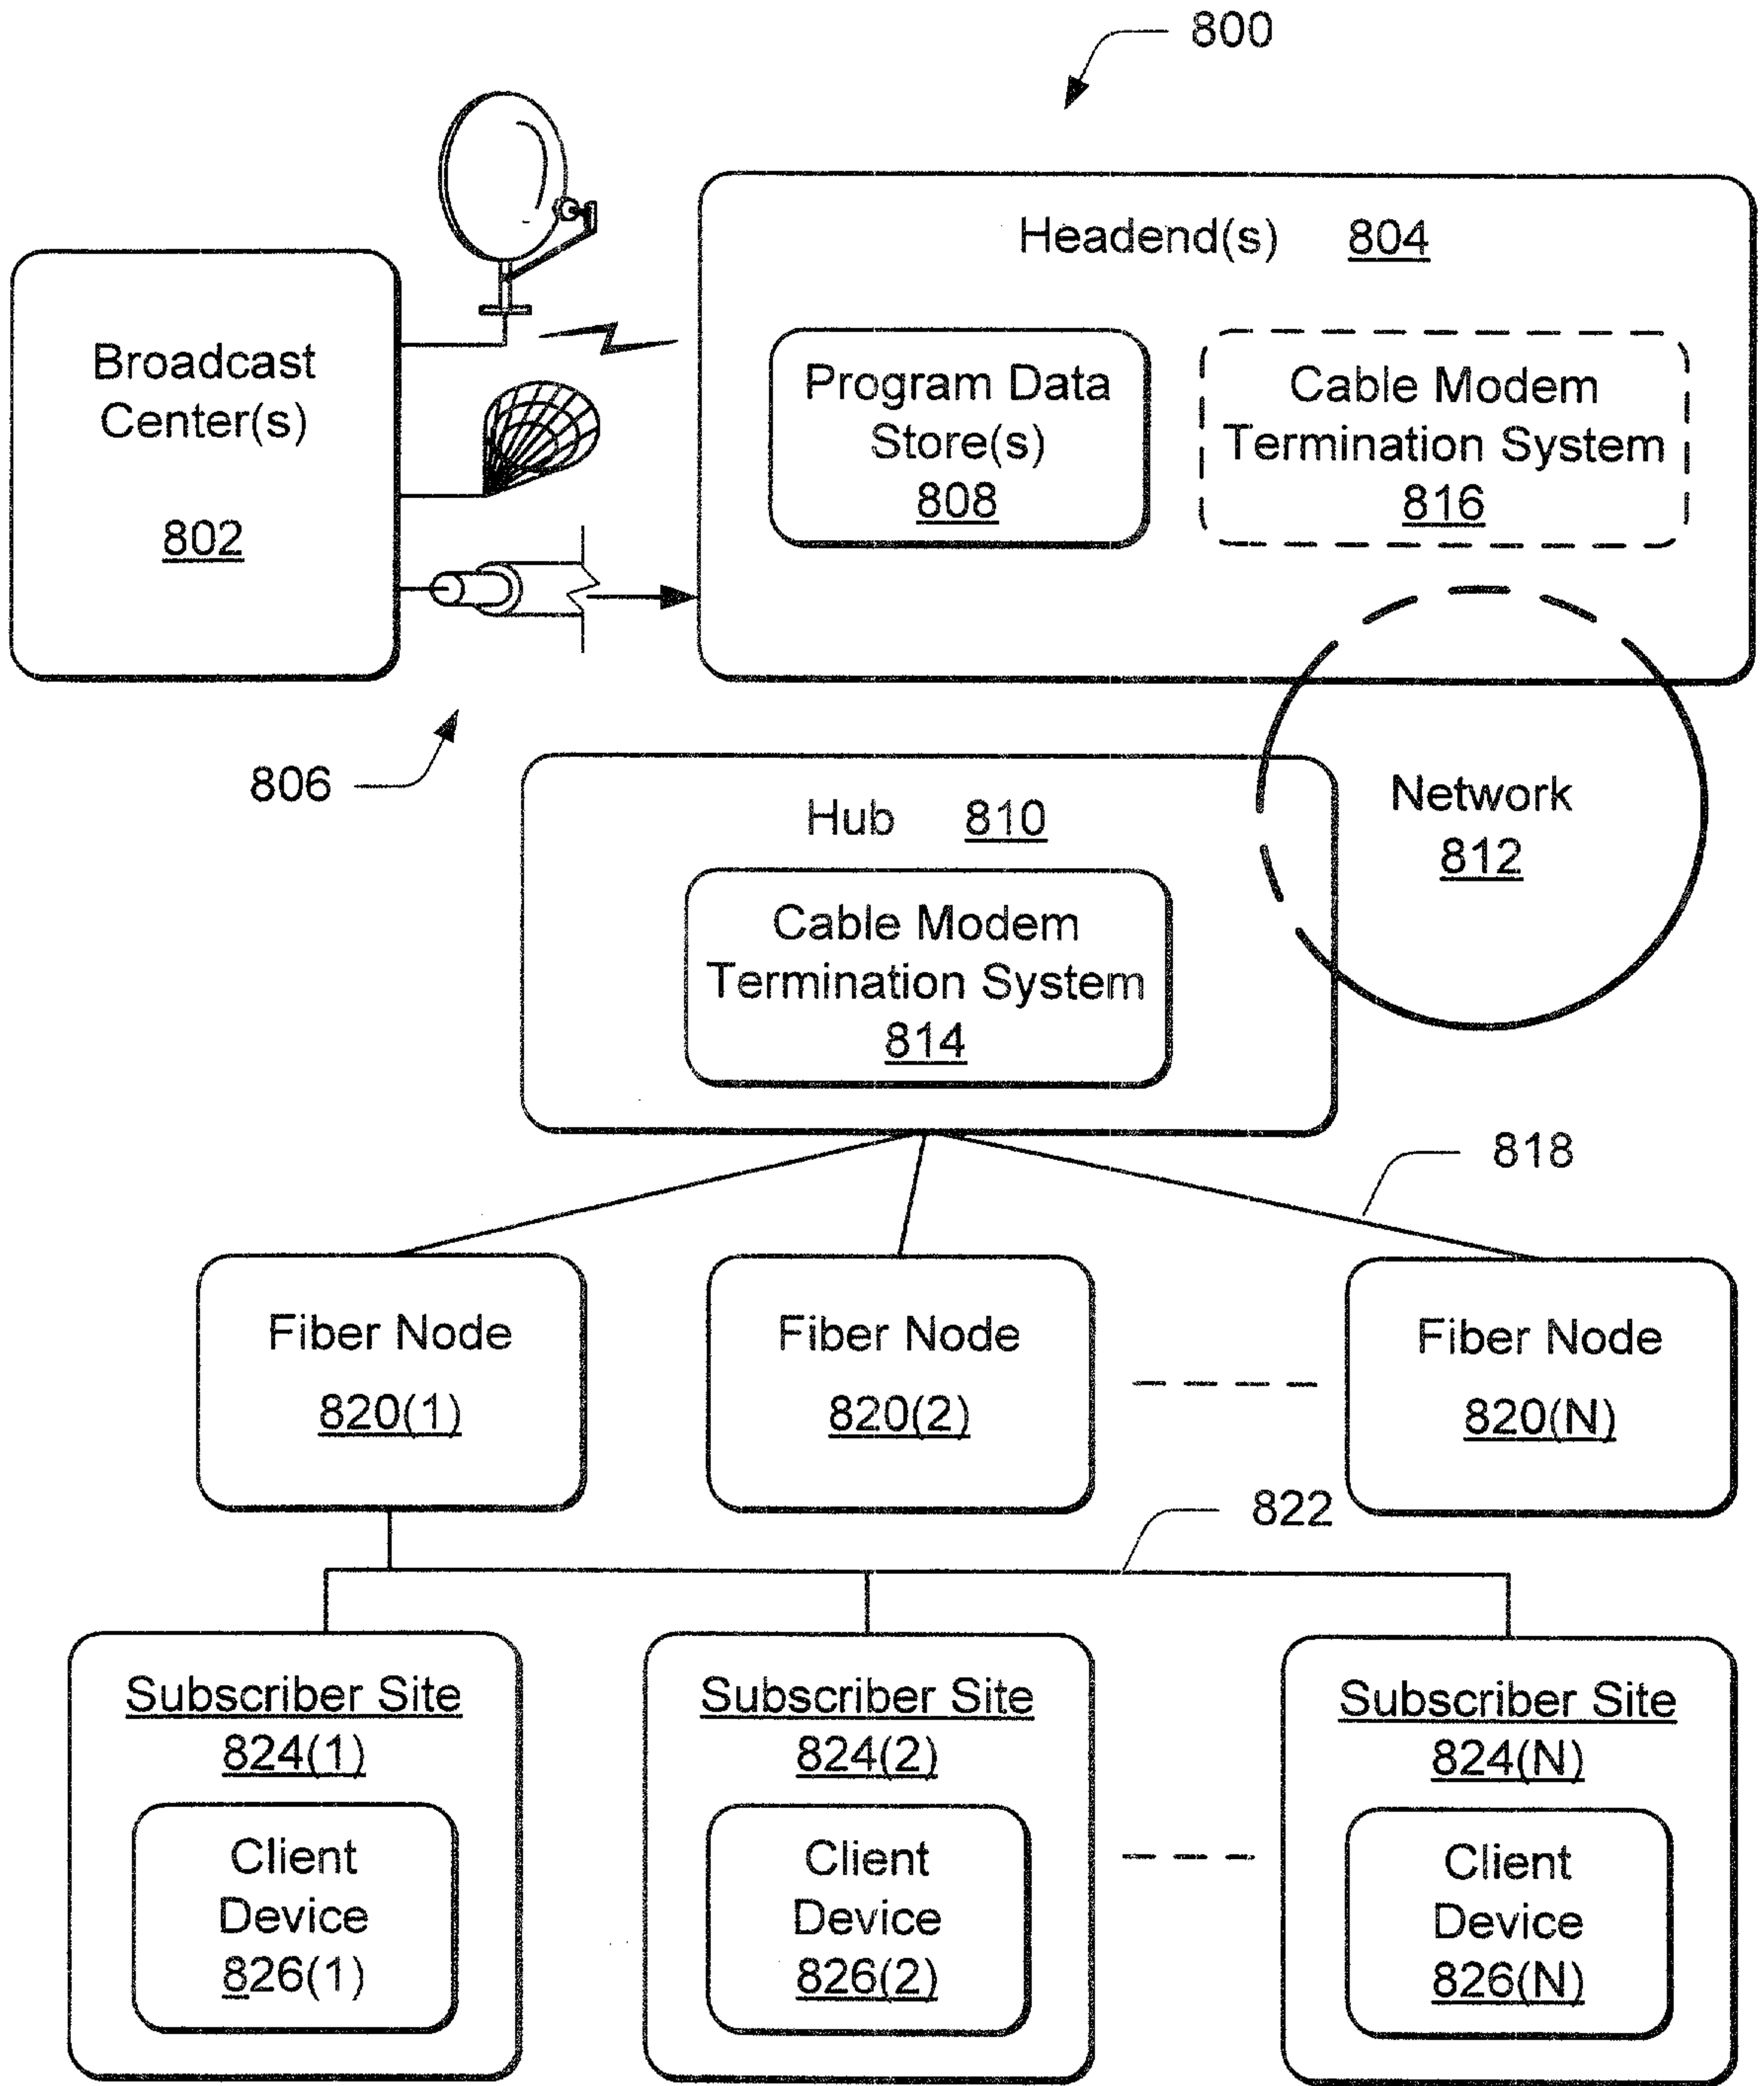 800
Headend(s) 804
Broadcast
Center(s)
802
Program Data
Store(s)
808
Cable Modem
Termination System
816
806
Hub 810
Network
812
Cable Modem
Termination System
814
818
Fiber Node
820(1)
Fiber Node
820(2)
Fiber Node
820(N)
822
Subscriber Site
824(1)
Client
Device
826(1)
Subscriber Site
824(2)
Client
Device
826(2)
Subscriber Site
824(N)
Client
Device
826(N)